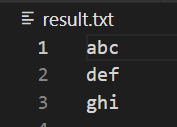 result.txt
1 abc
2 def
3 ghi